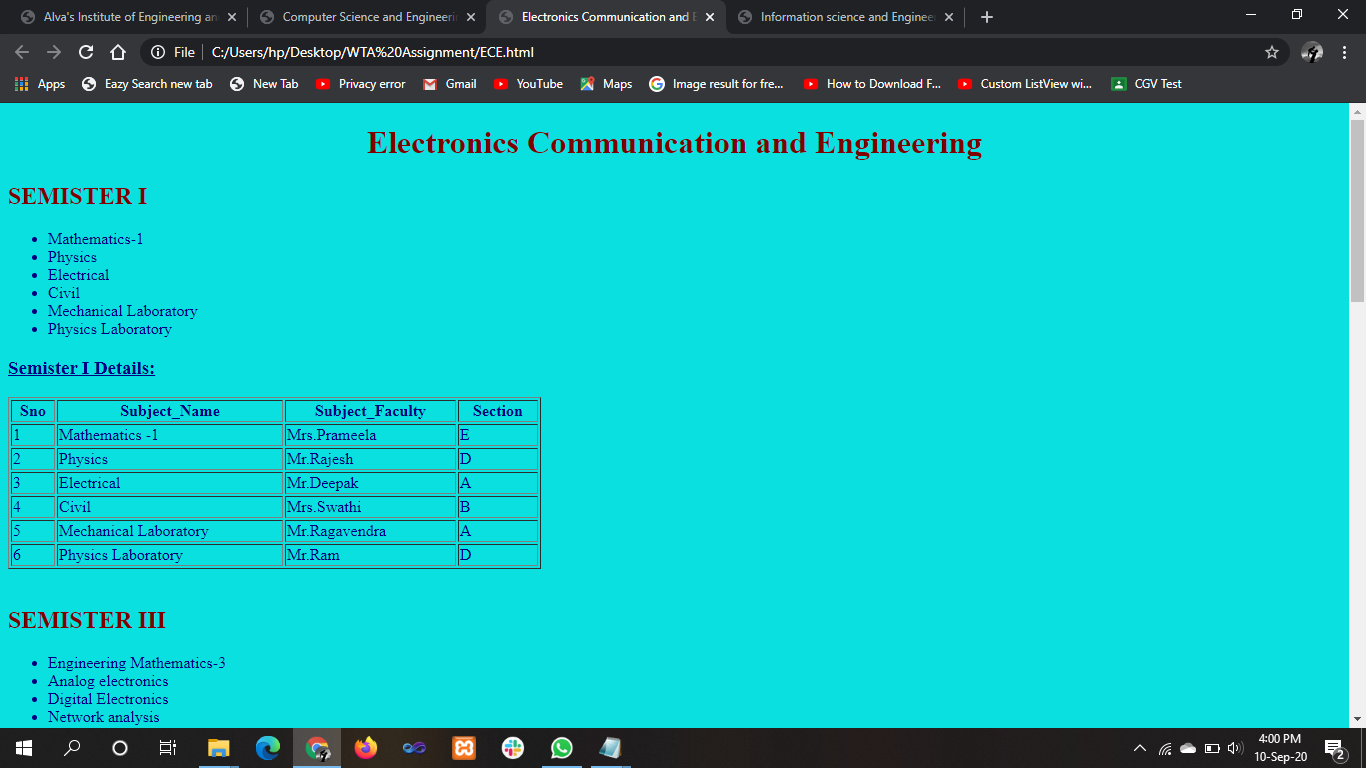 Alva's Institute of Engineering an
Computer Science and Engineerin
Electronics Communication and E
Information science and Enginee
File
C:/Users/hp/Desktop/WTA%20Assignment/ECE.html
Apps
Eazy Search new tab
New Tab
Privacy error
Gmail
YouTube
Maps
Image result for fre...
How to Download F...
Custom ListView wi...
CGV Test
Electronics Communication and Engineering
SEMISTER I
• Mathematics-1
• Physics
• Electrical
• Civil
• Mechanical Laboratory
• Physics Laboratory
Semister I Details:
Sno Subject_Name Subject_Faculty Section
1 Mathematics -1 Mrs.Prameela E
2 Physics Mr.Rajesh D
3 Electrical Mr.Deepak A
4 Civil Mrs.Swathi B
5 Mechanical Laboratory Mr.Ragavendra A
6 Physics Laboratory Mr.Ram D
SEMISTER III
• Engineering Mathematics-3
• Analog electronics
• Digital Electronics
• Network analysis
4:00 PM
10-Sep-20
2